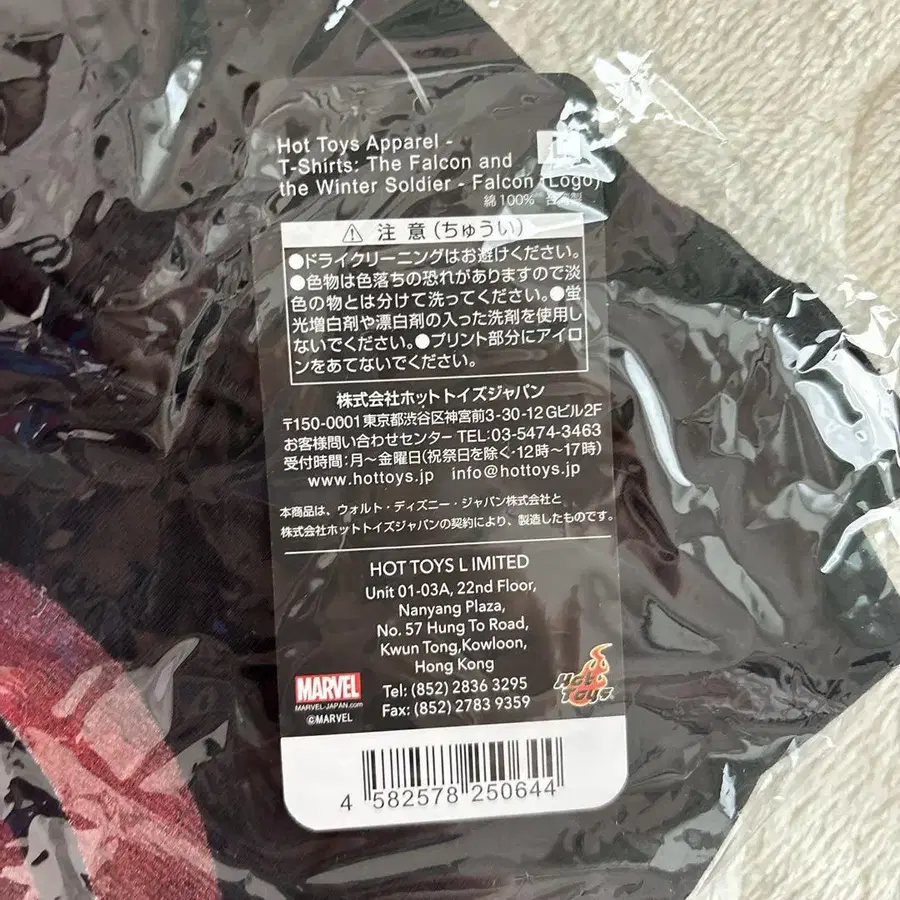 Hot Toys Apparel -
T-Shirts: The Falcon and
the Winter Soldier - Falcon (Logo)
L
綿100%
⚠ 注 意 (ちゅうい)
●ドライクリーニングはお避けください。
●色物は色落ちの恐れがありますので淡
色の物とは分けて洗ってください。●蛍
光増白剤や漂白剤の入った洗剤を使用し
ないでください。●プリント部分にアイロ
ンをあてないでください。
株式会社ホットトイズジャパン
〒150-0001 東京都渋谷区神宮前3-30-12 Gビル2F
お客様問い合わせセンター TEL:03-5474-3463
受付時間:月～金曜日(祝祭日を除く・12時～17時)
www.hottoys.jp info@hottoys.jp
本商品は、ウォルト・ディズニー・ジャパン株式会社と
株式会社ホットトイズジャパンの契約により、製造したものです。
HOT TOYS L IMITED
Unit 01-03A, 22nd Floor,
Nanyang Plaza,
No. 57 Hung To Road,
Kwun Tong,Kowloon,
Hong Kong
Tel: (852) 2836 3295
Fax: (852) 2783 9359
MARVEL
MARVEL-JAPAN.com
©MARVEL
Hot
Toys
4 582578 250644